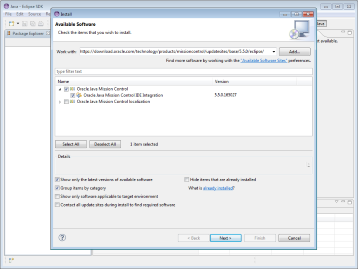 Java - Eclipse SDK
File Edit Source
Package Explorer
Install
Available Software
Check the items that you wish to install.
Work with: https://download.oracle.com/technology/products/missioncontrol/updatesites/base/5.5.0/eclipse/
Add...
Find more software by working with the "Available Software Sites" preferences.
type filter text
Name Version
Oracle Java Mission Control
Oracle Java Mission Control IDE Integration 5.5.0.165027
Oracle Java Mission Control localization
Select All Deselect All 1 item selected
Details
Show only the latest versions of available software Hide items that are already installed
Group items by category What is already installed?
Show only software applicable to target environment
Contact all update sites during install to find required software
< Back Next > Finish Cancel
Java
available.